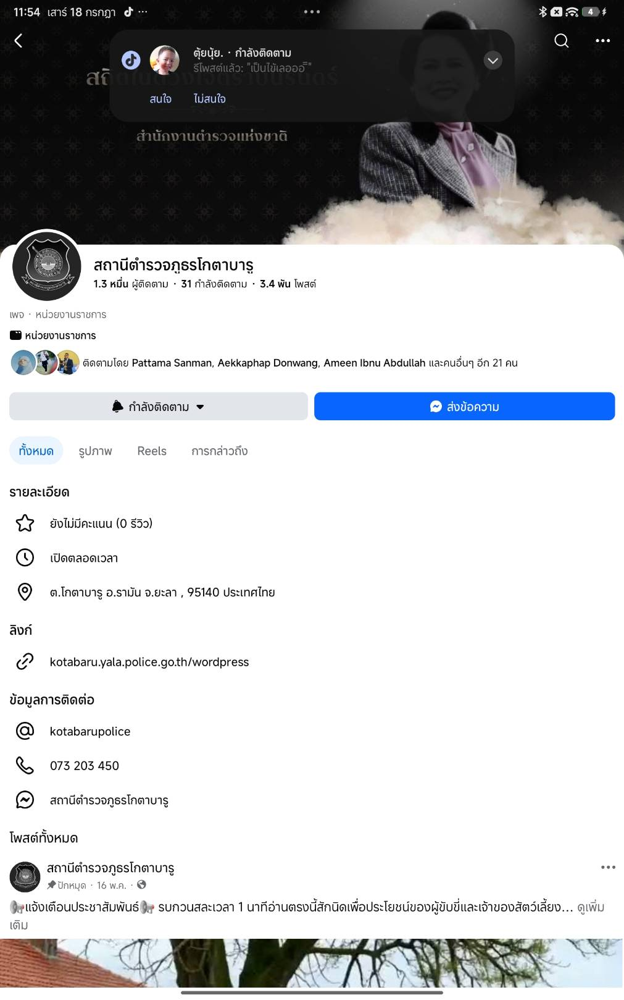 11:54 เสาร์ 18 กรกฎา
4
ตุ้ยนุ้ย. · กำลังติดตาม
รีโพสต์แล้ว: "เป็นไข้เลอออ"
สนใจ ไม่สนใจ
สำนักงานตำรวจแห่งชาติ
สถานีตำรวจภูธรโกตาบารู
1.3 หมื่น ผู้ติดตาม · 31 กำลังติดตาม · 3.4 พัน โพสต์
เพจ · หน่วยงานราชการ
หน่วยงานราชการ
ติดตามโดย Pattama Sanman, Aekkaphap Donwang, Ameen Ibnu Abdullah และคนอื่นๆ อีก 21 คน
กำลังติดตาม ส่งข้อความ
ทั้งหมด รูปภาพ Reels การกล่าวถึง
รายละเอียด
ยังไม่มีคะแนน (0 รีวิว)
เปิดตลอดเวลา
ต.โกตาบารู อ.รามัน จ.ยะลา , 95140 ประเทศไทย
ลิงก์
kotabaru.yala.police.go.th/wordpress
ข้อมูลการติดต่อ
kotabarupolice
073 203 450
สถานีตำรวจภูธรโกตาบารู
โพสต์ทั้งหมด
สถานีตำรวจภูธรโกตาบารู
ปักหมุด · 16 พ.ค. ·
แจ้งเตือนประชาสัมพันธ์ รบกวนสละเวลา 1 นาทีอ่านตรงนี้สักนิดเพื่อประโยชน์ของผู้ขับขี่และเจ้าของสัตว์เลี้ยง... ดูเพิ่ม
เติม